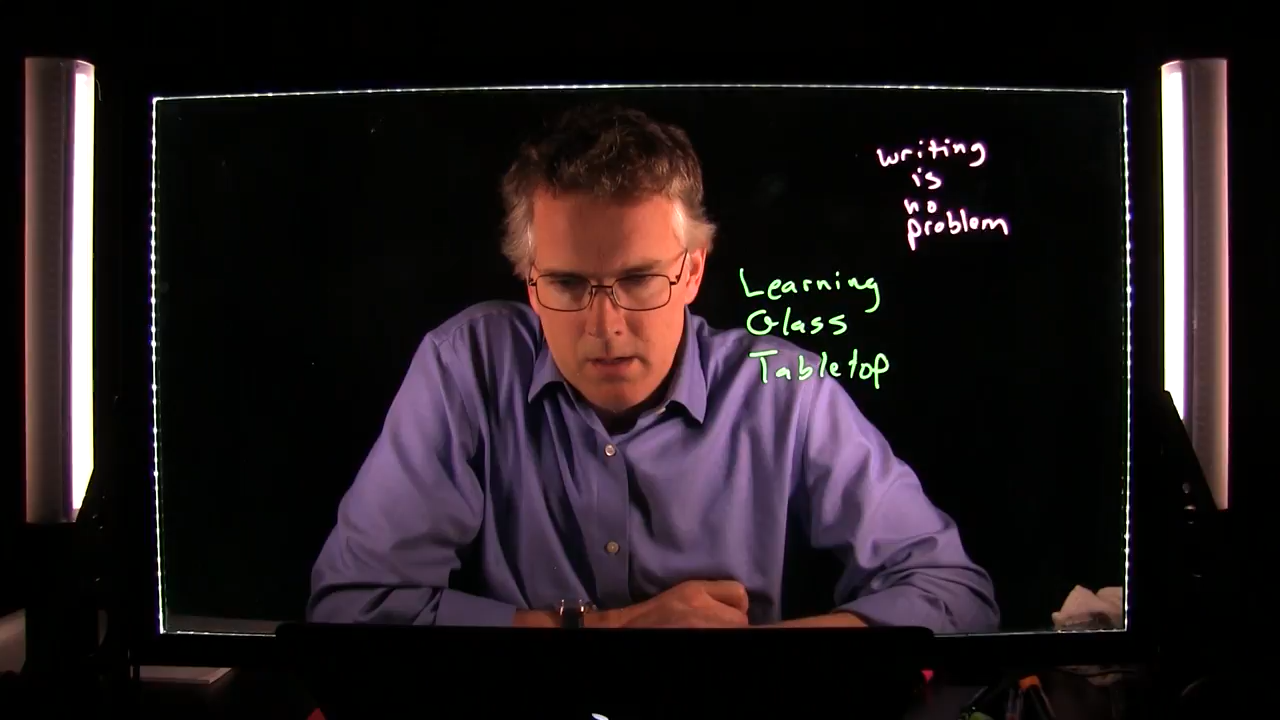 writing
is
no
problem
Learning
Glass
Tabletop